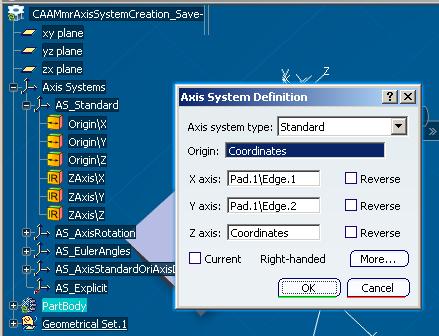 CAAMmrAxisSystemCreation_Save-
xy plane
yz plane
zx plane
Axis Systems
AS_Standard
Origin\X
Origin\Y
Origin\Z
ZAxis\X
ZAxis\Y
ZAxis\Z
AS_AxisRotation
AS_EulerAngles
AS_AxisStandardOriAxisD
AS_Explicit
PartBody
Geometrical Set.1
Z
Axis System Definition
Axis system type: Standard
Origin: Coordinates
X axis: Pad.1\Edge.1 Reverse
Y axis: Pad.1\Edge.2 Reverse
Z axis: Coordinates Reverse
Current Right-handed More...
OK Cancel